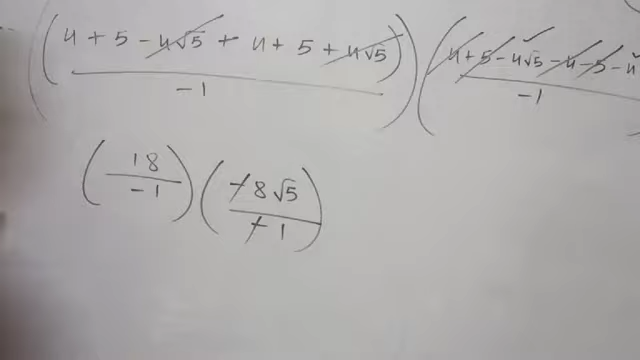 (4 + 5 - 4√5 + 4 + 5 + 4√5 / -1) (4 + 5 - 4√5 - 4 - 5 - 4 / -1
(18 / -1) (-8√5 / -1)